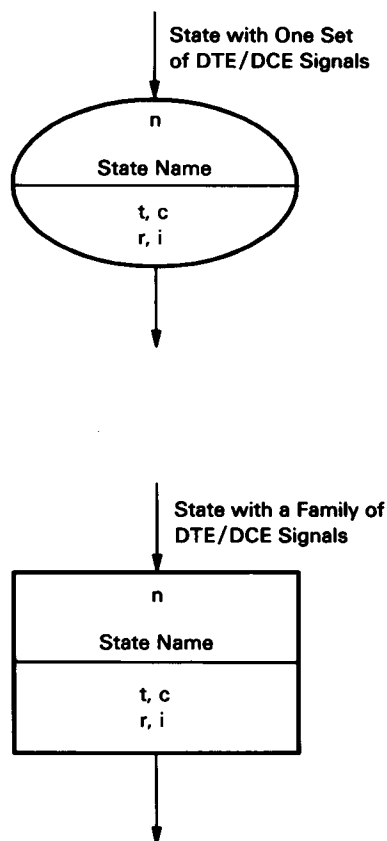 State with One Set
of DTE/DCE Signals
n
State Name
t, c
r, i
State with a Family of
DTE/DCE Signals
n
State Name
t, c
r, i